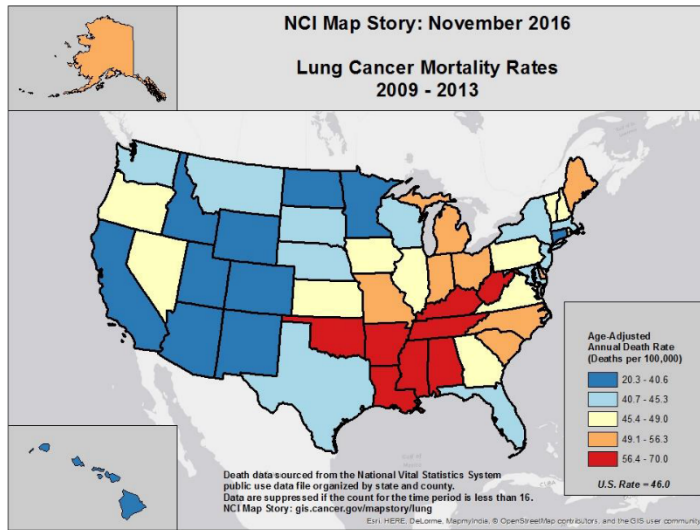 NCI Map Story: November 2016
Lung Cancer Mortality Rates
2009 - 2013
Age-Adjusted
Annual Death Rate
(Deaths per 100,000)
20.3 - 40.6
40.7 - 45.3
45.4 - 49.0
49.1 - 56.3
56.4 - 70.0
U.S. Rate = 46.0
Death data sourced from the National Vital Statistics System
public use data file organized by state and county.
Data are suppressed if the count for the time period is less than 16.
NCI Map Story: gis.cancer.gov/mapstory/lung
Esri, HERE, DeLorme, MapmyIndia, © OpenStreetMap contributors, and the GIS user community